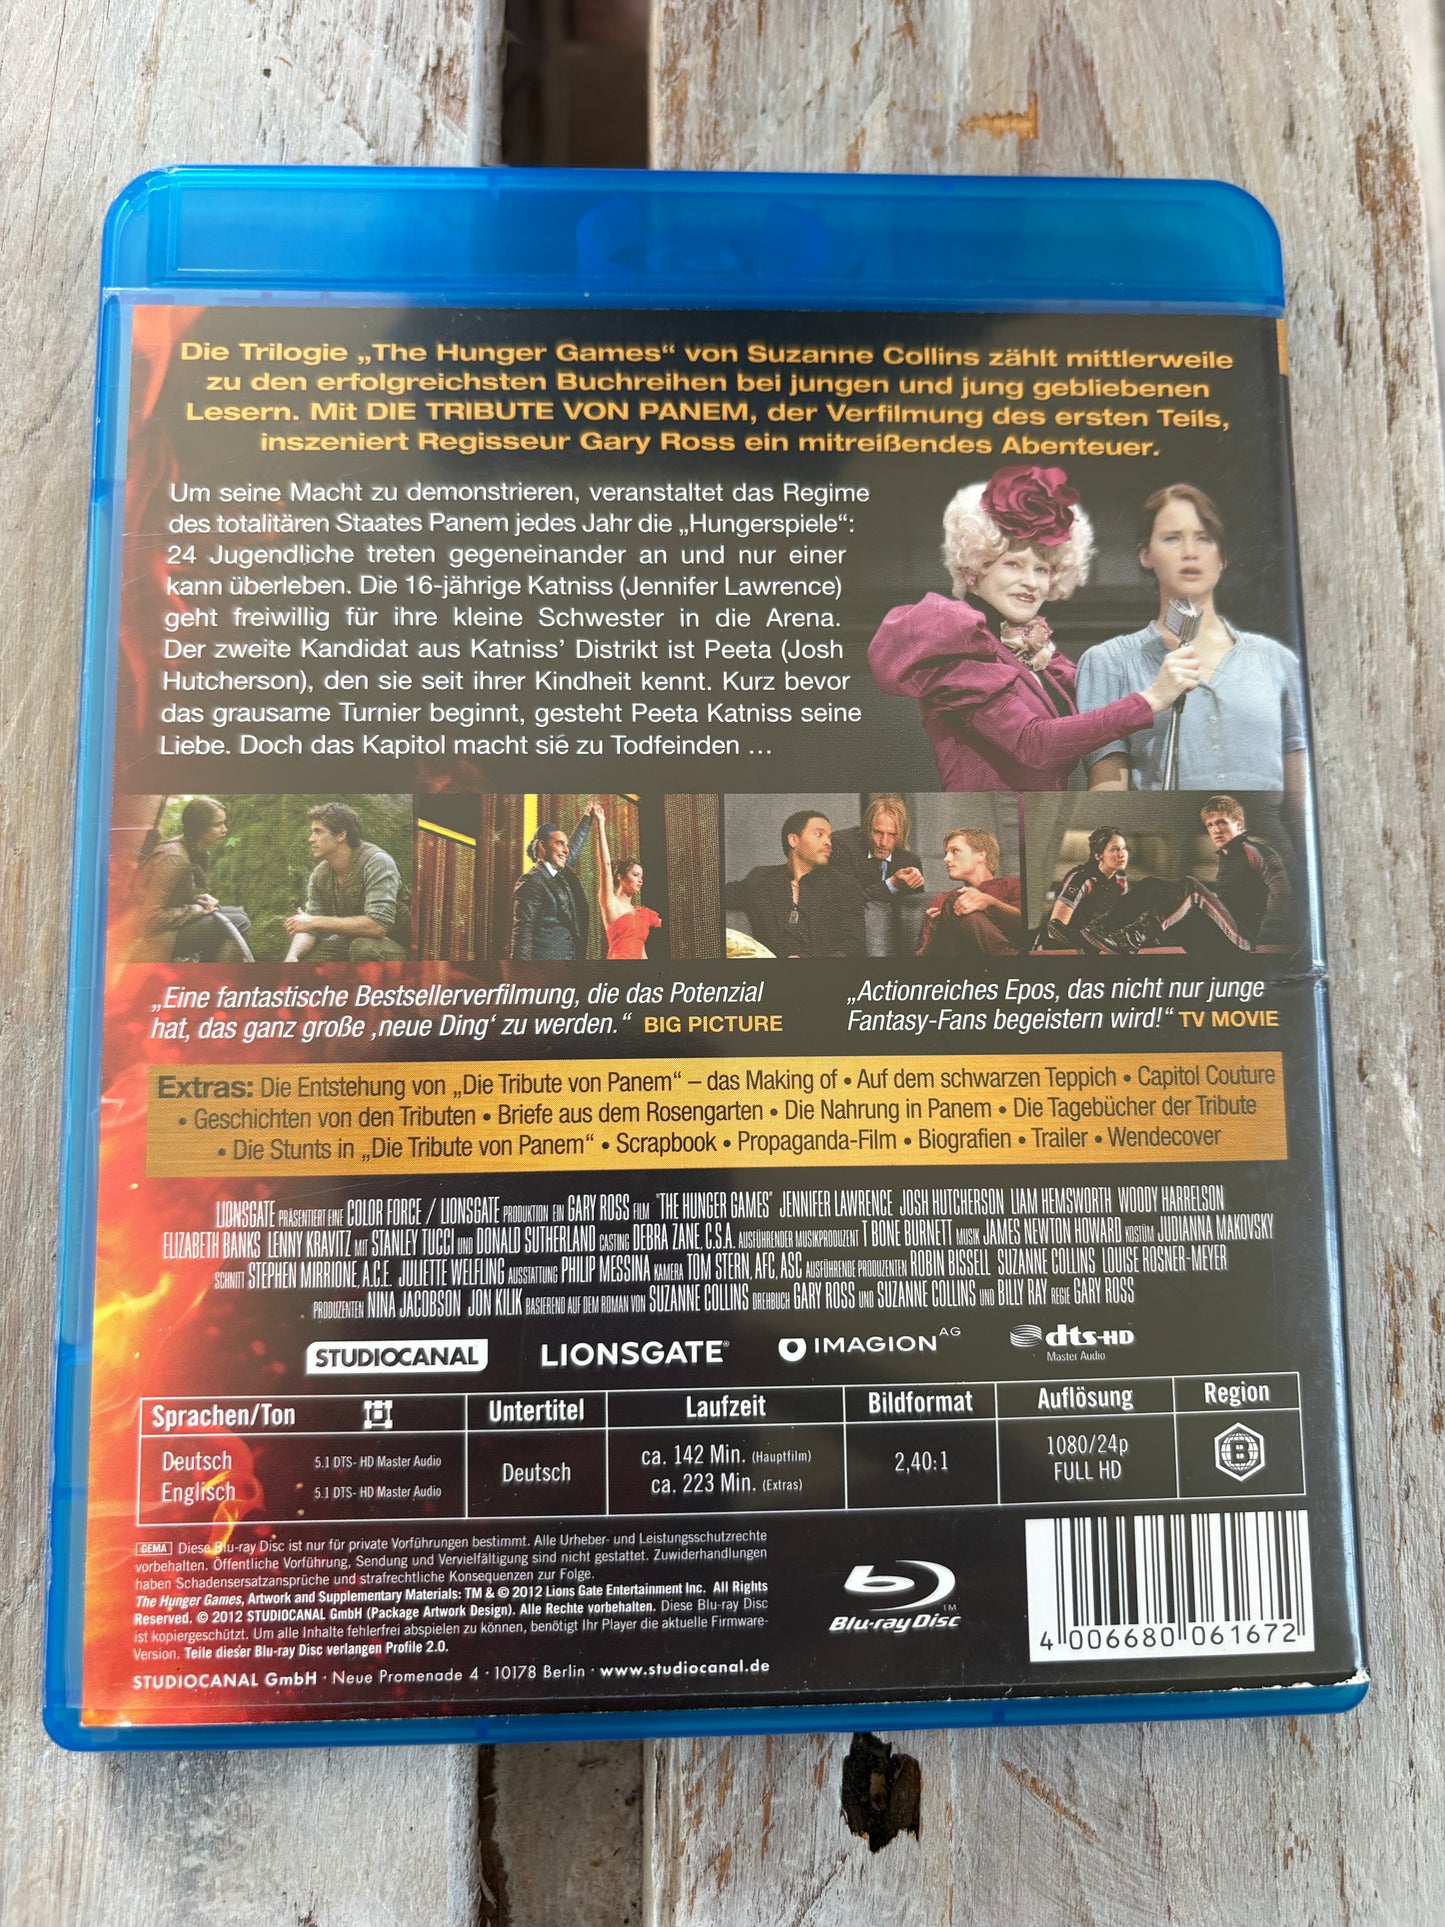 Die Trilogie „The Hunger Games“ von Suzanne Collins zählt mittlerweile
zu den erfolgreichsten Buchreihen bei jungen und jung gebliebenen
Lesern. Mit DIE TRIBUTE VON PANEM, der Verfilmung des ersten Teils,
inszeniert Regisseur Gary Ross ein mitreißendes Abenteuer.
Um seine Macht zu demonstrieren, veranstaltet das Regime
des totalitären Staates Panem jedes Jahr die „Hungerspiele“:
24 Jugendliche treten gegeneinander an und nur einer
kann überleben. Die 16-jährige Katniss (Jennifer Lawrence)
geht freiwillig für ihre kleine Schwester in die Arena.
Der zweite Kandidat aus Katniss’ Distrikt ist Peeta (Josh
Hutcherson), den sie seit ihrer Kindheit kennt. Kurz bevor
das grausame Turnier beginnt, gesteht Peeta Katniss seine
Liebe. Doch das Kapitol macht sie zu Todfeinden ...
„Eine fantastische Bestsellerverfilmung, die das Potenzial
hat, das ganz große ‚neue Ding‘ zu werden.“ BIG PICTURE
„Actionreiches Epos, das nicht nur junge
Fantasy-Fans begeistern wird!“ TV MOVIE
Extras: Die Entstehung von „Die Tribute von Panem“ – das Making of • Auf dem schwarzen Teppich • Capitol Couture
• Geschichten von den Tributen • Briefe aus dem Rosengarten • Die Nahrung in Panem • Die Tagebücher der Tribute
• Die Stunts in „Die Tribute von Panem“ • Scrapbook • Propaganda-Film • Biografien • Trailer • Wendecover
LIONSGATE PRÄSENTIERT EINE COLOR FORCE / LIONSGATE PRODUKTION EIN GARY ROSS FILM "THE HUNGER GAMES" JENNIFER LAWRENCE JOSH HUTCHERSON LIAM HEMSWORTH WOODY HARRELSON
ELIZABETH BANKS LENNY KRAVITZ MIT STANLEY TUCCI UND DONALD SUTHERLAND CASTING DEBRA ZANE, C.S.A. AUSFÜHRENDER MUSIKPRODUZENT T BONE BURNETT MUSIK JAMES NEWTON HOWARD KOSTÜM JUDIANNA MAKOVSKY
SCHNITT STEPHEN MIRRIONE, A.C.E. JULIETTE WELFLING AUSSTATTUNG PHILIP MESSINA KAMERA TOM STERN, AFC, ASC AUSFÜHRENDE PRODUZENTEN ROBIN BISSELL SUZANNE COLLINS LOUISE ROSNER-MEYER
PRODUZENTEN NINA JACOBSON JON KILIK BASIEREND AUF DEM ROMAN VON SUZANNE COLLINS DREHBUCH GARY ROSS UND SUZANNE COLLINS UND BILLY RAY REGIE GARY ROSS
STUDIOCANAL LIONSGATE® IMAGION AG dts-HD
Master Audio
Sprachen/Ton Untertitel Laufzeit Bildformat Auflösung Region
Deutsch 5.1 DTS- HD Master Audio
Englisch 5.1 DTS- HD Master Audio
Deutsch
ca. 142 Min. (Hauptfilm)
ca. 223 Min. (Extras)
2,40:1
1080/24p
FULL HD
B
GEMA Diese Blu-ray Disc ist nur für private Vorführungen bestimmt. Alle Urheber- und Leistungsschutzrechte
vorbehalten. Öffentliche Vorführung, Sendung und Vervielfältigung sind nicht gestattet. Zuwiderhandlungen
haben Schadensersatzansprüche und strafrechtliche Konsequenzen zur Folge.
The Hunger Games, Artwork and Supplementary Materials: TM & © 2012 Lions Gate Entertainment Inc. All Rights
Reserved. © 2012 STUDIOCANAL GmbH (Package Artwork Design). Alle Rechte vorbehalten. Diese Blu-ray Disc
ist kopiergeschützt. Um alle Inhalte fehlerfrei abspielen zu können, benötigt Ihr Player die aktuelle Firmware-
Version. Teile dieser Blu-ray Disc verlangen Profile 2.0.
STUDIOCANAL GmbH · Neue Promenade 4 · 10178 Berlin · www.studiocanal.de
Blu-ray Disc TM
4 006680 061672